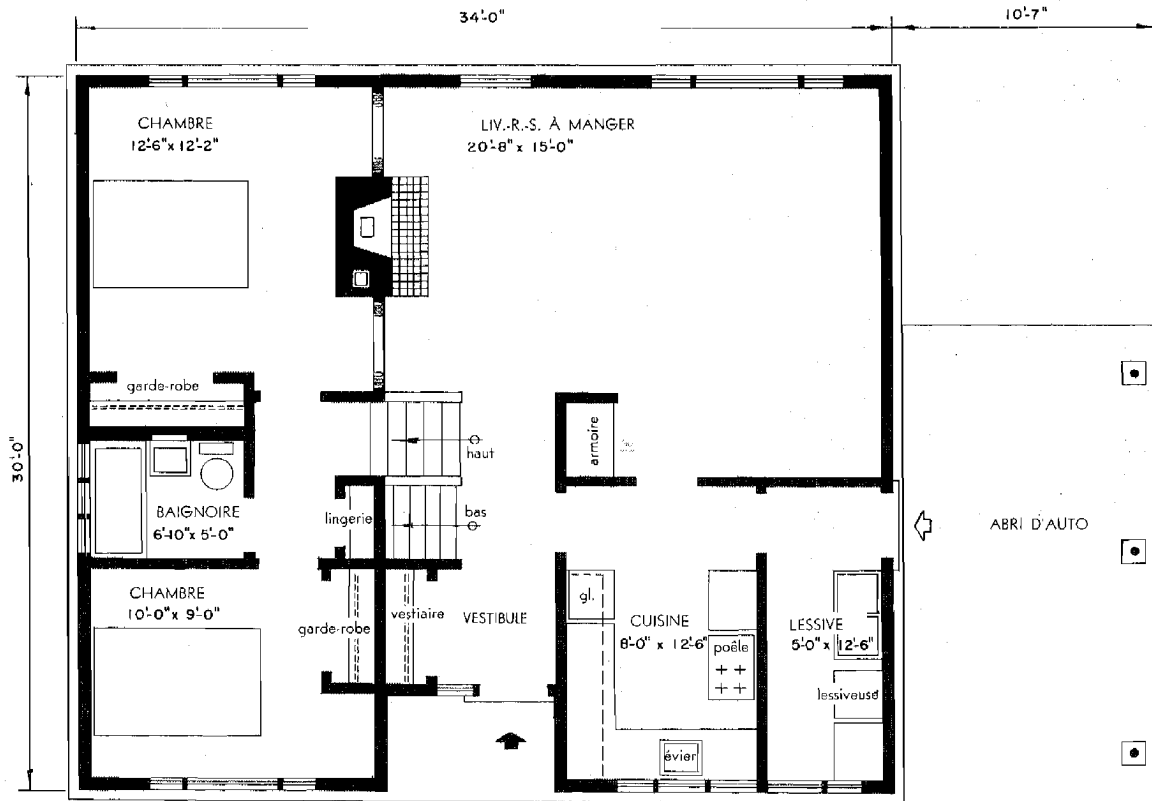 34'-0"
10'-7"
CHAMBRE
12'-6" x 12'-2"
LIV.-R.-S. À MANGER
20'-8" x 15'-0"
30'-0"
garde-robe
armoire
haut
BAIGNOIRE
6'-10" x 5'-0"
lingerie
bas
ABRI D'AUTO
CHAMBRE
10'-0" x 9'-0"
garde-robe
vestiaire
VESTIBULE
gl.
CUISINE
8'-0" x 12'-6"
poêle
LESSIVE
5'-0" x 12'-6"
lessiveuse
évier